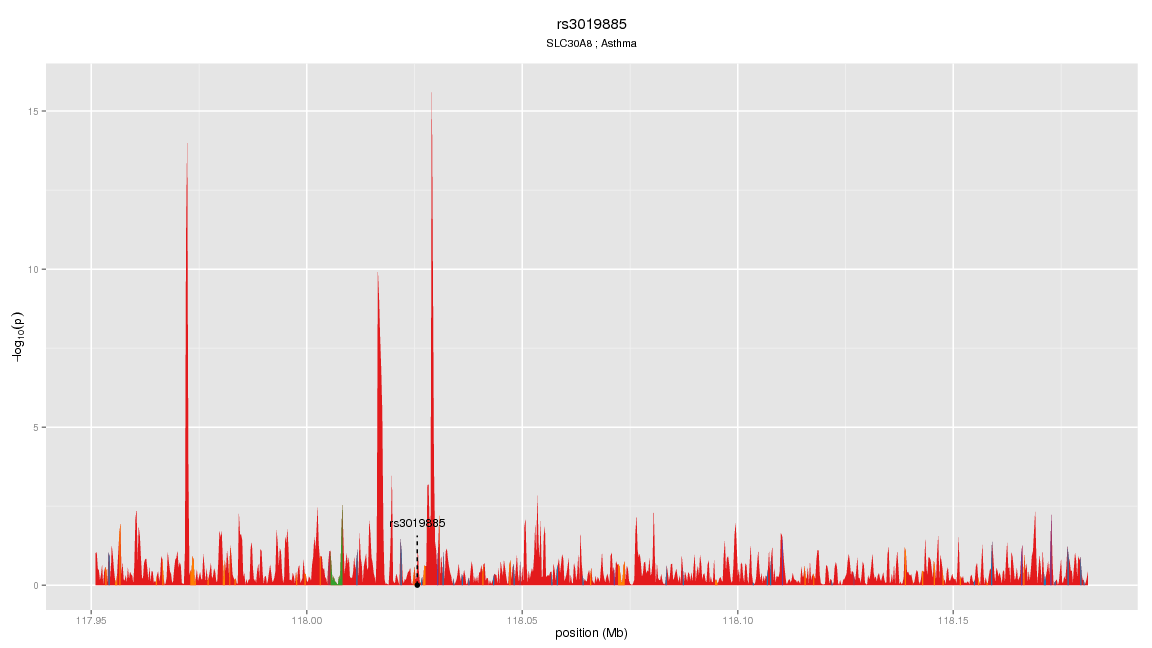 rs3019885
SLC30A8 ; Asthma
15
10
5
0
−log10(p)
rs3019885
117.95 118.00 118.05 118.10 118.15
position (Mb)